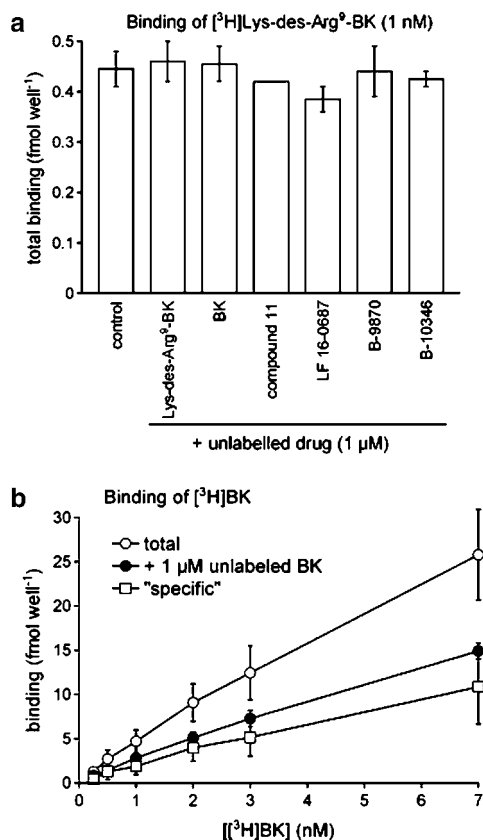 a
Binding of [³H]Lys-des-Arg⁹-BK (1 nM)
total binding (fmol well⁻¹)
0.5
0.4
0.3
0.2
0.1
0
control
Lys-des-Arg⁹-BK
BK
compound 11
LF 16-0687
B-9870
B-10346
+ unlabelled drug (1 µM)
b
Binding of [³H]BK
binding (fmol well⁻¹)
30
25
20
15
10
5
0
total
+ 1 µM unlabeled BK
"specific"
0 1 2 3 4 5 6 7
[[³H]BK] (nM)